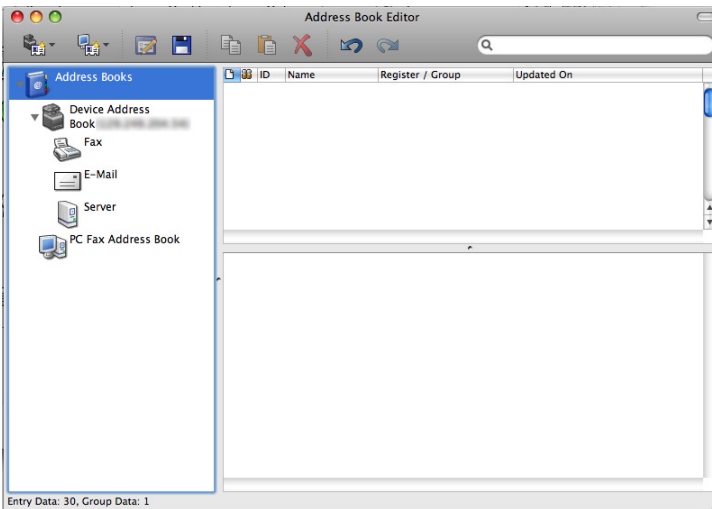 Address Book Editor
ID Name Register / Group Updated On
Address Books
Device Address
Book
Fax
E-Mail
Server
PC Fax Address Book
Entry Data: 30, Group Data: 1